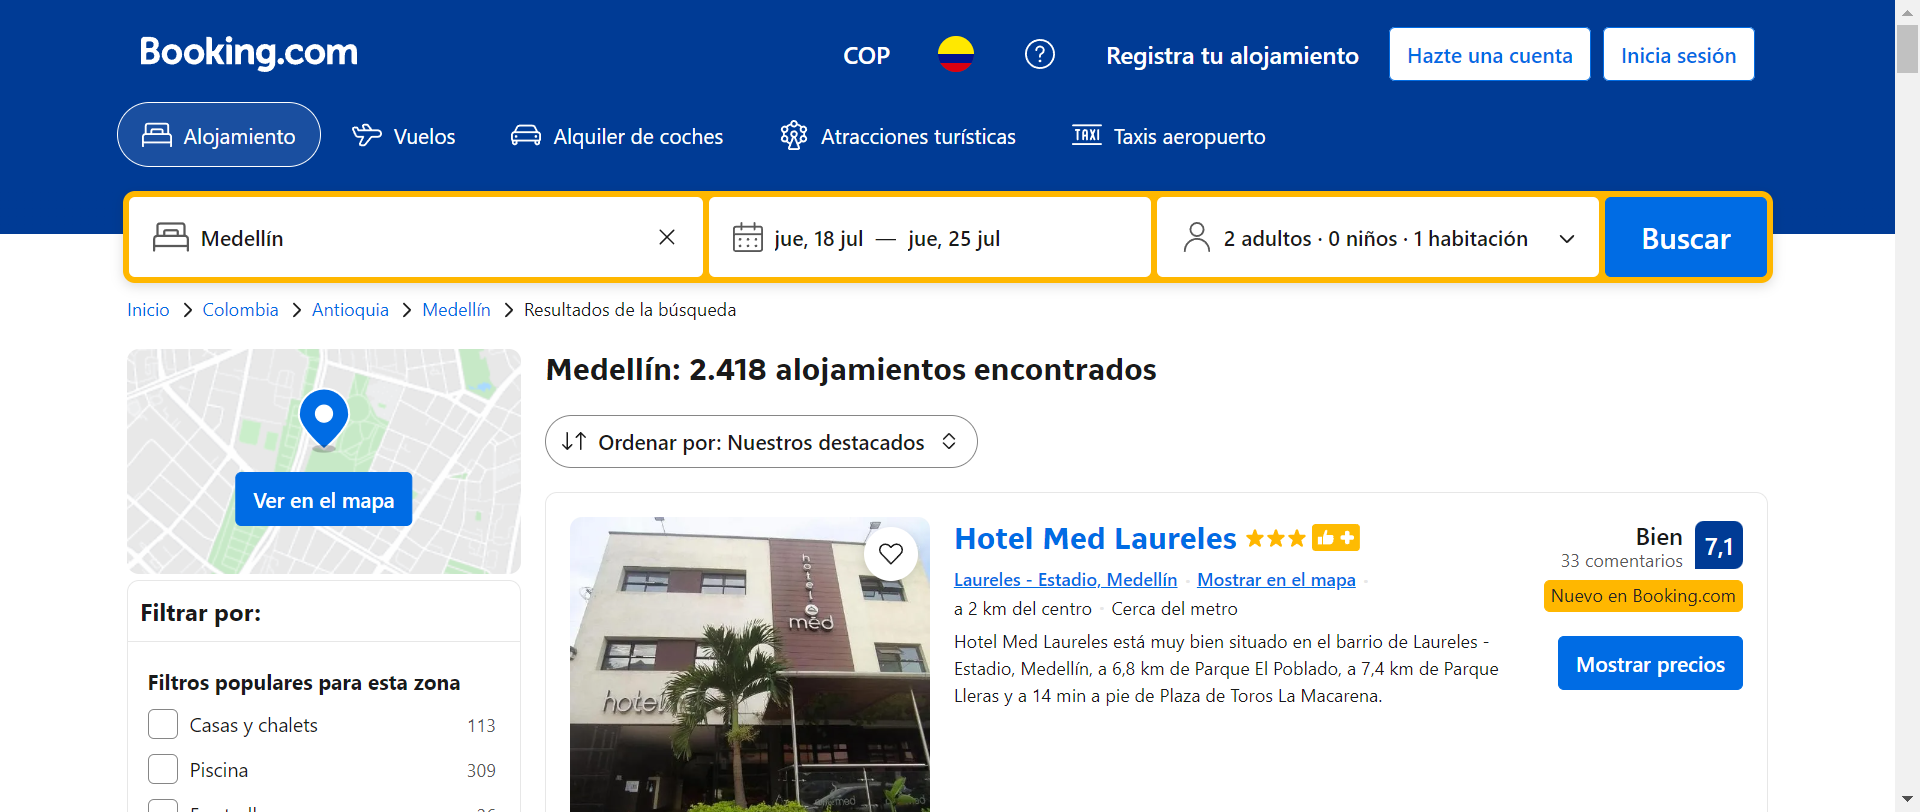 Booking.com
COP
Registra tu alojamiento
Hazte una cuenta
Inicia sesión
Alojamiento
Vuelos
Alquiler de coches
Atracciones turísticas
TAXI
Taxis aeropuerto
Medellín
jue, 18 jul — jue, 25 jul
2 adultos · 0 niños · 1 habitación
Buscar
Inicio > Colombia > Antioquia > Medellín > Resultados de la búsqueda
Ver en el mapa
Filtrar por:
Filtros populares para esta zona
Casas y chalets 113
Piscina 309
Medellín: 2.418 alojamientos encontrados
Ordenar por: Nuestros destacados
hotel
med
hotel
Hotel Med Laureles
Laureles - Estadio, Medellín · Mostrar en el mapa ·
a 2 km del centro · Cerca del metro
Hotel Med Laureles está muy bien situado en el barrio de Laureles -
Estadio, Medellín, a 6,8 km de Parque El Poblado, a 7,4 km de Parque
Lleras y a 14 min a pie de Plaza de Toros La Macarena.
Bien
33 comentarios
7,1
Nuevo en Booking.com
Mostrar precios